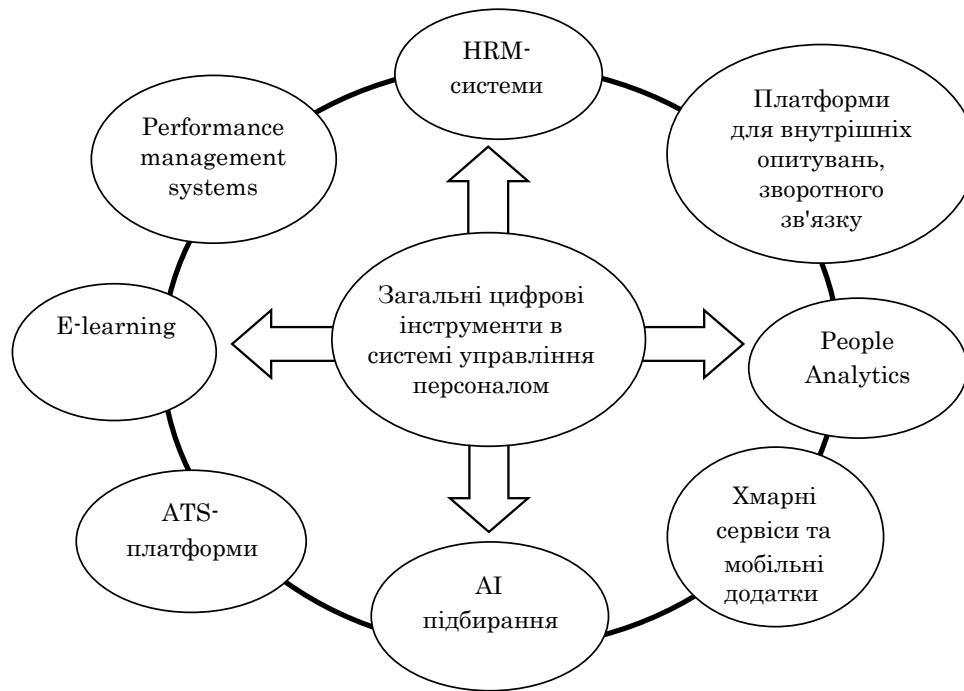 HRM-
системи
Платформи
для внутрішніх
опитувань,
зворотного
зв'язку
Performance
management
systems
Загальні цифрові
інструменти в
системі управління
персоналом
E-learning
People
Analytics
ATS-
платформи
Хмарні
сервіси та
мобільні
додатки
AI
підбирання